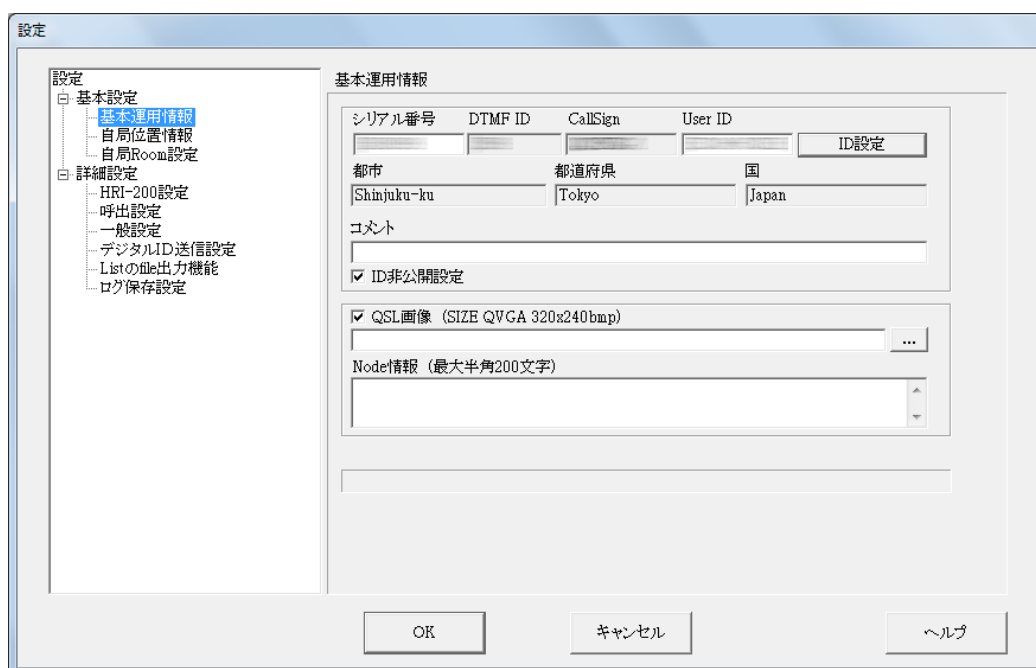 設定
設定
基本設定
基本運用情報
自局位置情報
自局Room設定
詳細設定
HRI-200設定
呼出設定
一般設定
デジタルID送信設定
Listのfile出力機能
ログ保存設定
基本運用情報
シリアル番号 DTMF ID CallSign User ID
ID設定
都市 都道府県 国
Shinjuku-ku Tokyo Japan
コメント
ID非公開設定
QSL画像 (SIZE QVGA 320x240bmp)
...
Node情報 (最大半角200文字)
OK キャンセル ヘルプ